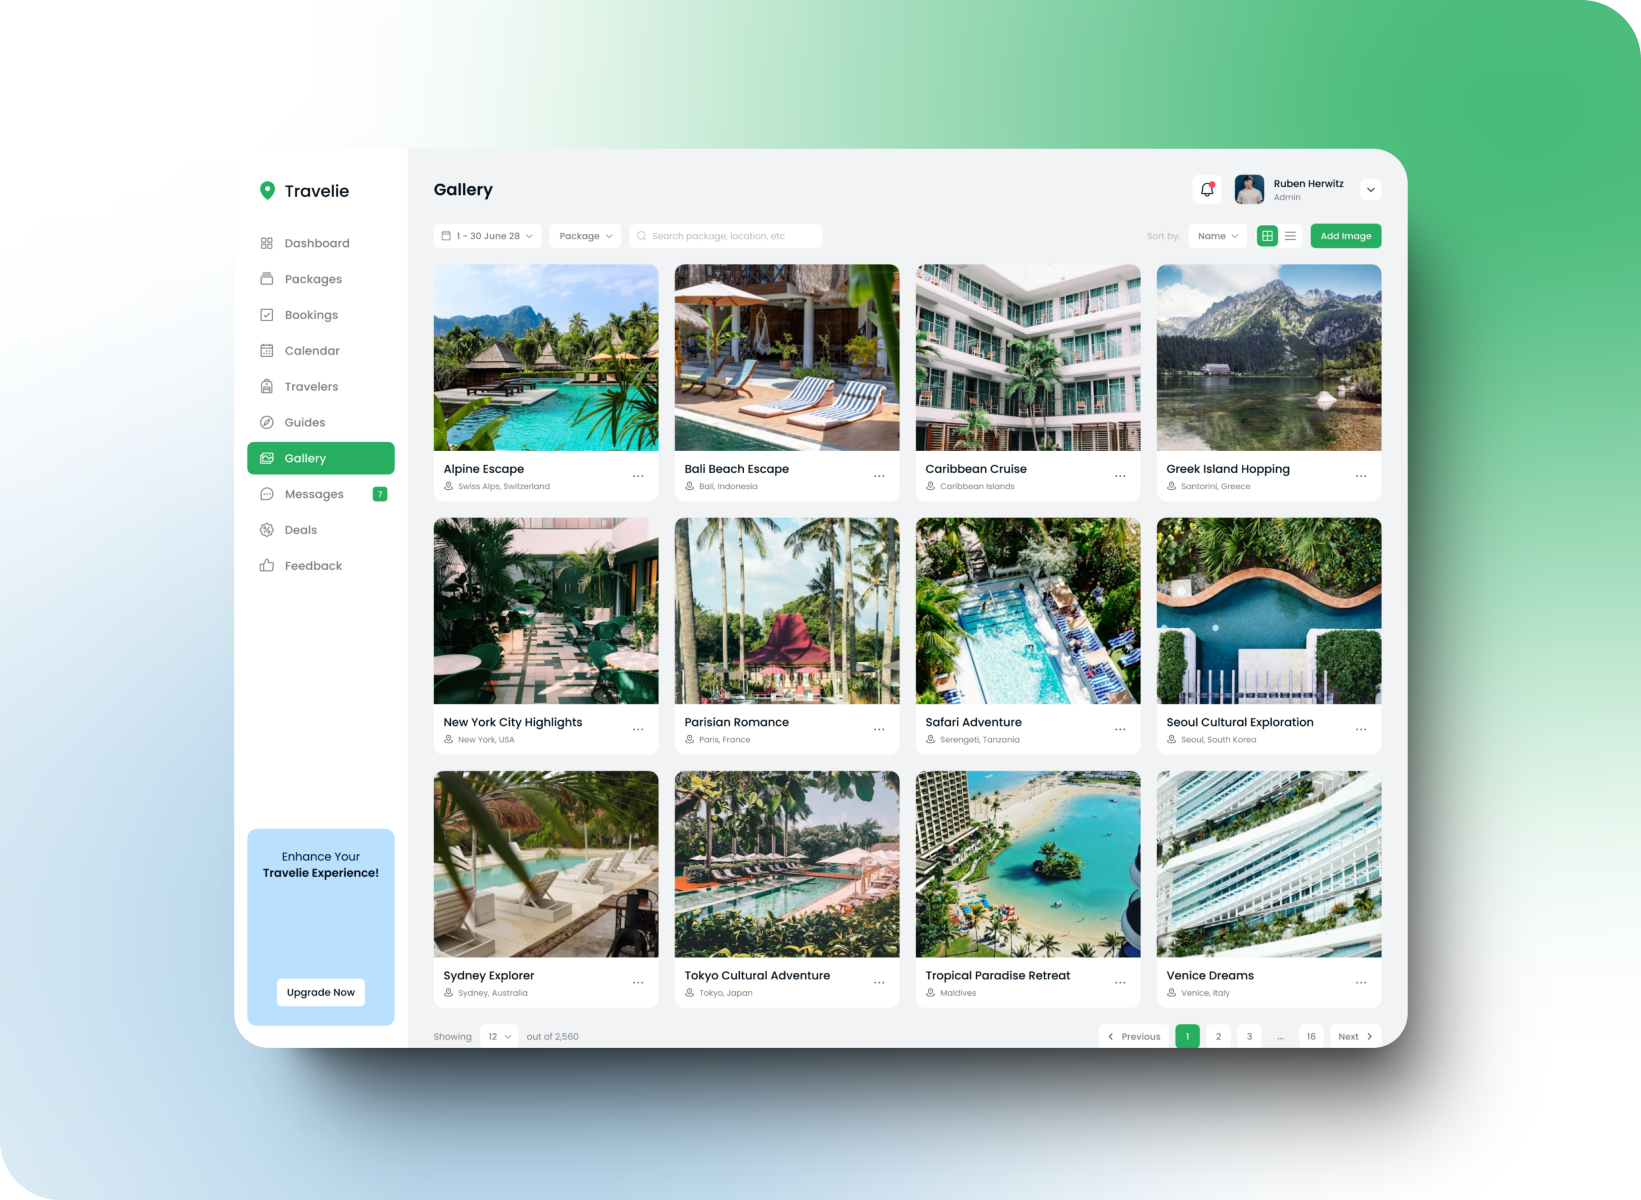 Travelie
Dashboard
Packages
Bookings
Calendar
Travelers
Guides
Gallery
Messages 7
Deals
Feedback
Enhance Your
Travelie Experience!
Upgrade Now
Gallery
Ruben Herwitz
Admin
1 - 30 June 28 Package Search package, location, etc Sort by: Name Add Image
Alpine Escape
Swiss Alps, Switzerland
Bali Beach Escape
Bali, Indonesia
Caribbean Cruise
Caribbean Islands
Greek Island Hopping
Santorini, Greece
New York City Highlights
New York, USA
Parisian Romance
Paris, France
Safari Adventure
Serengeti, Tanzania
Seoul Cultural Exploration
Seoul, South Korea
Sydney Explorer
Sydney, Australia
Tokyo Cultural Adventure
Tokyo, Japan
Tropical Paradise Retreat
Maldives
Venice Dreams
Venice, Italy
Showing 12 out of 2,560 Previous 1 2 3 ... 16 Next